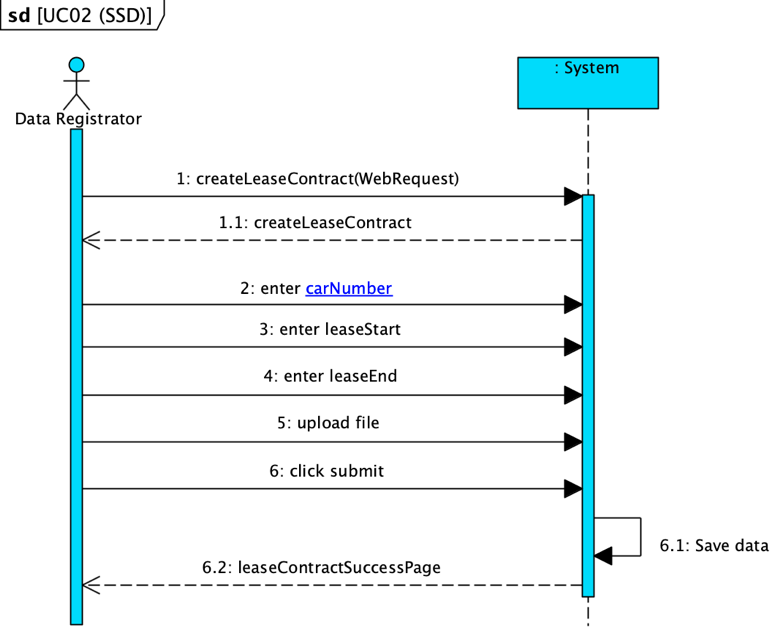 sd [UC02 (SSD)]
Data Registrator
: System
1: createLeaseContract(WebRequest)
1.1: createLeaseContract
2: enter carNumber
3: enter leaseStart
4: enter leaseEnd
5: upload file
6: click submit
6.1: Save data
6.2: leaseContractSuccessPage